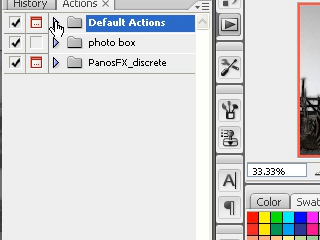 History
Actions x
Default Actions
photo box
PanosFX_discrete
33.33%
A
Color
Swat